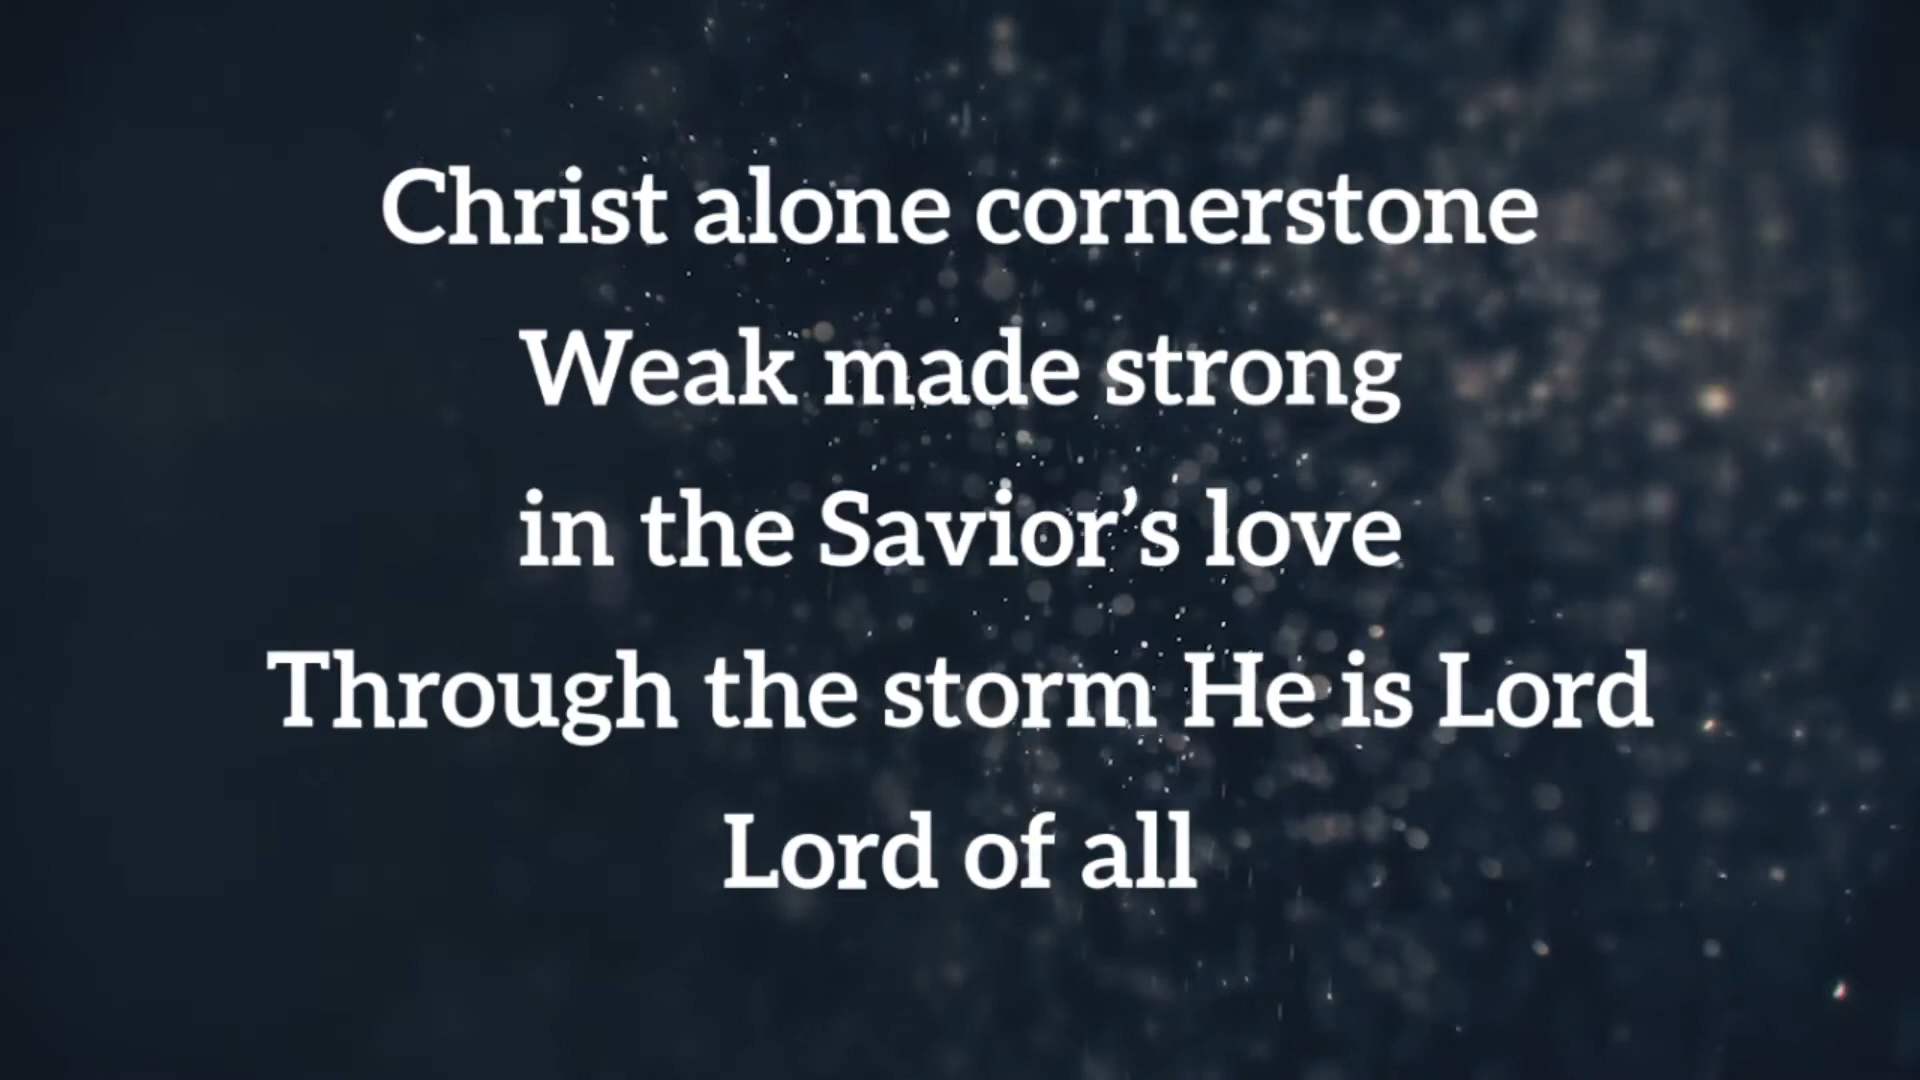 Christ alone cornerstone
Weak made strong
in the Savior’s love
Through the storm He is Lord
Lord of all